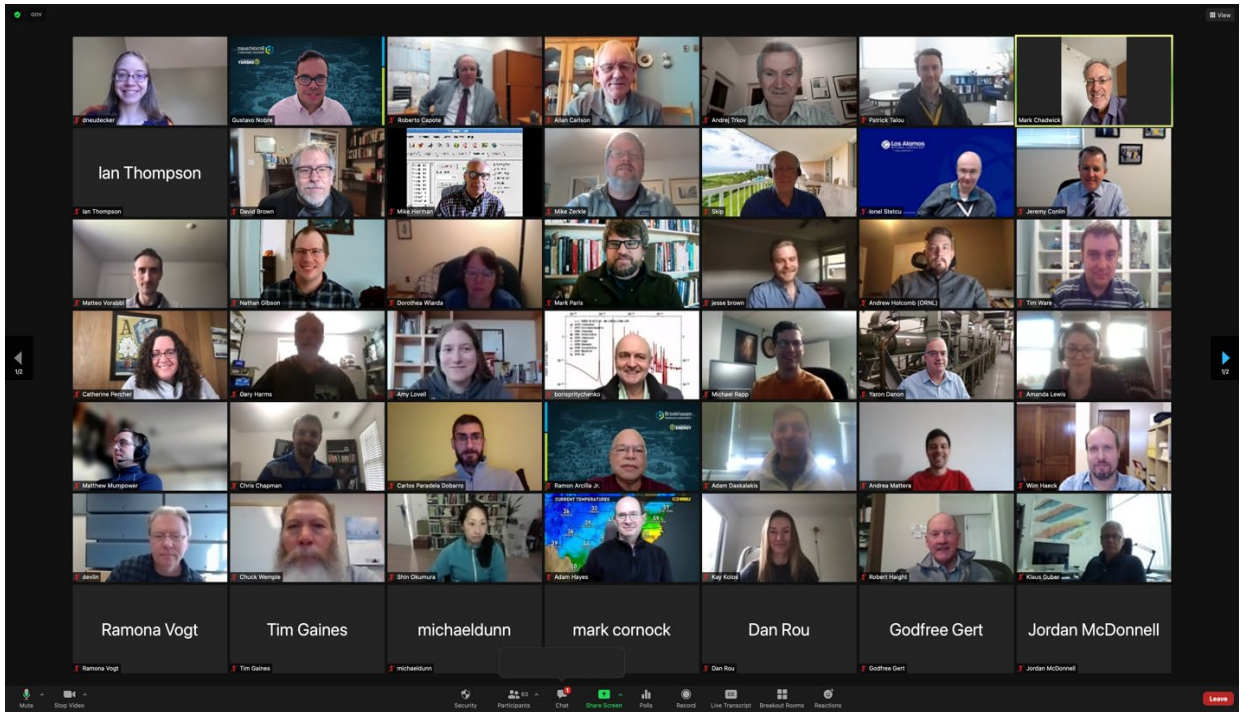 GOV
View
dneudecker
Gustavo Nobre
Roberto Capote
Allan Carlson
Andrej Trkov
Patrick Talou
Mark Chadwick
Ian Thompson
Ian Thompson
David Brown
Mike Herman
Mike Zerkle
Skip
Los Alamos
Ionel Stetcu
Jeremy Conlin
Matteo Vorabbi
Nathan Gibson
Dorothea Wiarda
Mark Paris
jesse brown
Andrew Holcomb (ORNL)
Tim Ware
Catherine Percher
Gary Harms
Amy Lovell
borispritychenko
Michael Rapp
Yaron Danon
Amanda Lewis
1/2
1/2
Brookhaven
ENERGY
Matthew Mumpower
Chris Chapman
Carlos Paradela Dobarro
Ramon Arcilla Jr.
Adam Daskalakis
Andrea Mattera
Wim Haeck
CURRENT TEMPERATURES
devlin
Chuck Wemple
Shin Okumura
Adam Hayes
Kay Kolos
Robert Haight
Klaus Guber
Ramona Vogt
Tim Gaines
michaeldunn
mark cornock
Dan Rou
Godfree Gert
Jordan McDonnell
Ramona Vogt
Tim Gaines
michaeldunn
Dan Rou
Godfree Gert
Jordan McDonnell
Mute
Stop Video
Security
Participants
63
Chat
1
Share Screen
Polls
Record
CC
Live Transcript
Breakout Rooms
Reactions
Leave